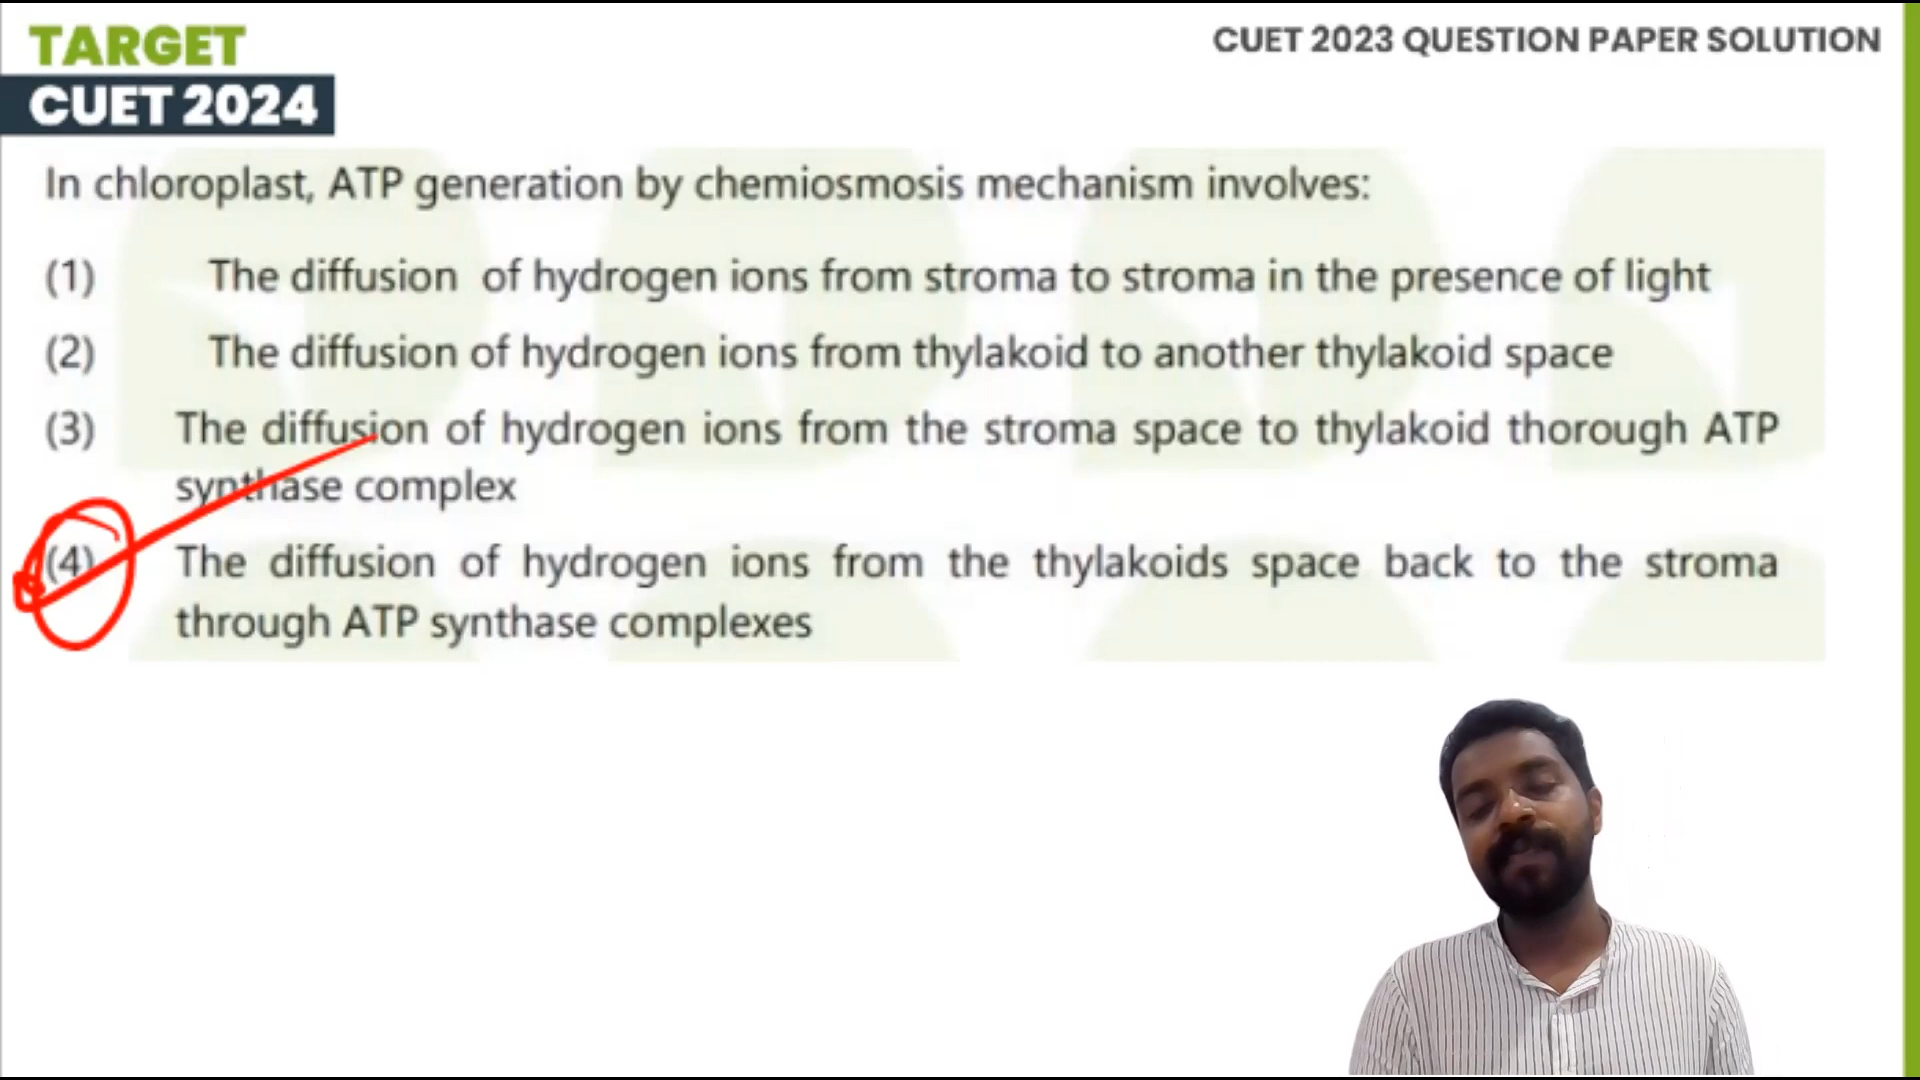 TARGET
CUET 2024
CUET 2023 QUESTION PAPER SOLUTION
In chloroplast, ATP generation by chemiosmosis mechanism involves:
(1) The diffusion of hydrogen ions from stroma to stroma in the presence of light
(2) The diffusion of hydrogen ions from thylakoid to another thylakoid space
(3) The diffusion of hydrogen ions from the stroma space to thylakoid thorough ATP
synthase complex
(4) The diffusion of hydrogen ions from the thylakoids space back to the stroma
through ATP synthase complexes